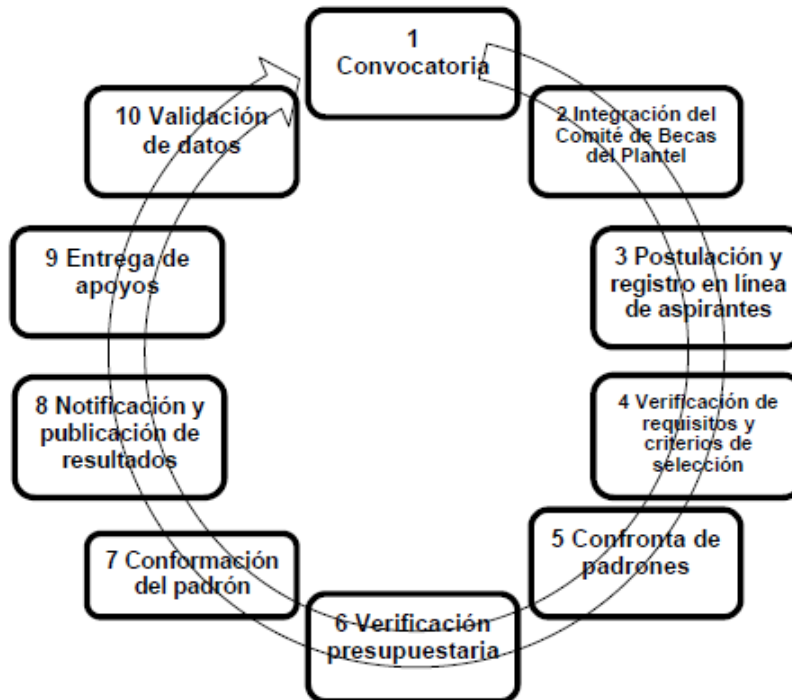 1
Convocatoria
2 Integración del
Comité de Becas
del Plantel
3 Postulación y
registro en línea
de aspirantes
4 Verificación de
requisitos y
criterios de
selección
5 Confronta de
padrones
6 Verificación
presupuestaria
7 Conformación
del padrón
8 Notificación y
publicación de
resultados
9 Entrega de
apoyos
10 Validación
de datos